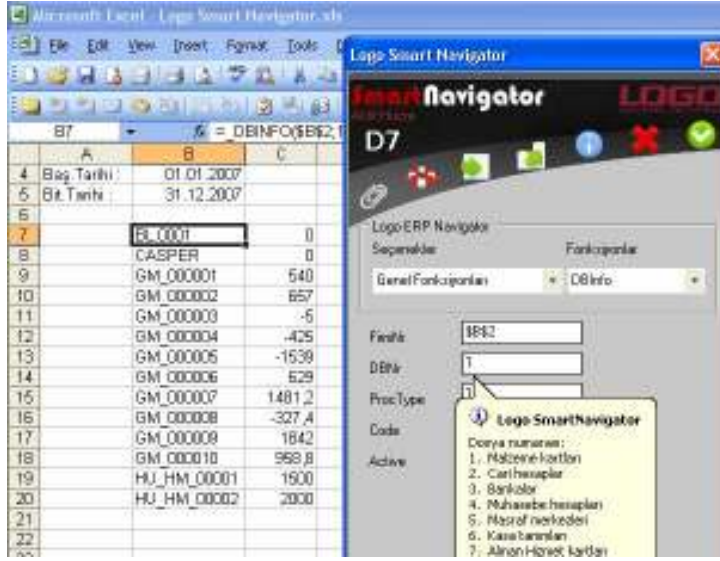 Microsoft Excel - Logo Smart Navigator.xls
File Edit View Insert Format Tools
B7 fx =_DBINFO($B$2;1
A B C
4 Baş.Tarihi : 01.01.2007
5 Bit.Tarihi : 31.12.2007
6
7 BL_0001 0
8 CASPER 0
9 GM_000001 540
10 GM_000002 657
11 GM_000003 -5
12 GM_000004 -425
13 GM_000005 -1539
14 GM_000006 629
15 GM_000007 1481,2
16 GM_000008 -327,4
17 GM_000009 1842
18 GM_000010 958,8
19 HU_HM_00001 1500
20 HU_HM_00002 2000
21
22
Logo Smart Navigator
SmartNavigator LOGO
D7
Logo-ERP Navigatör
Seçenekler Fonksiyonlar
Genel Fonksiyonları DBInfo
FirmNr $B$2
DBNr 1
ProcType
Code
Active
Logo SmartNavigator
Dosya numarası:
1. Malzeme kartları
2. Cari hesaplar
3. Bankalar
4. Muhasebe hesapları
5. Masraf merkezleri
6. Kasa tanımları
7. Alınan Hizmet kartları